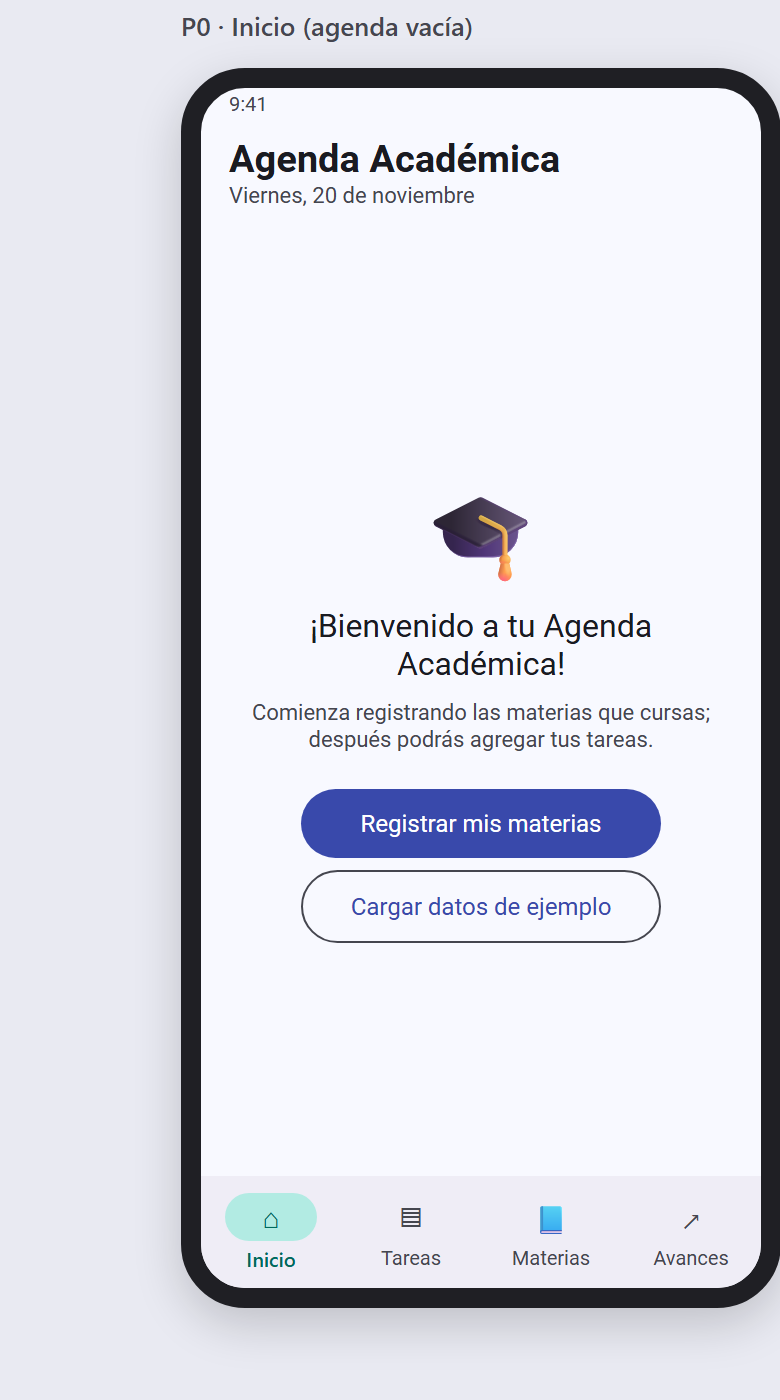 P0 · Inicio (agenda vacía)
9:41
Agenda Académica
Viernes, 20 de noviembre
¡Bienvenido a tu Agenda
Académica!
Comienza registrando las materias que cursas;
después podrás agregar tus tareas.
Registrar mis materias
Cargar datos de ejemplo
Inicio
Tareas
Materias
Avances